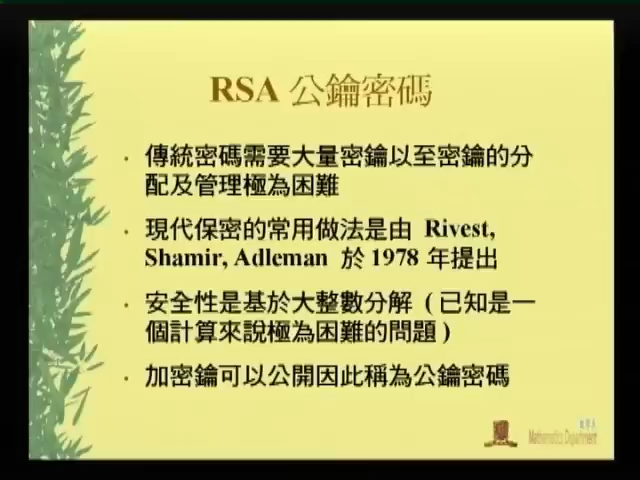 RSA 公鑰密碼
· 傳統密碼需要大量密鑰以至密鑰的分
配及管理極為困難
· 現代保密的常用做法是由 Rivest,
Shamir, Adleman 於 1978 年提出
· 安全性是基於大整數分解 ( 已知是一
個計算來說極為困難的問題 )
· 加密鑰可以公開因此稱為公鑰密碼
Mathematics Department